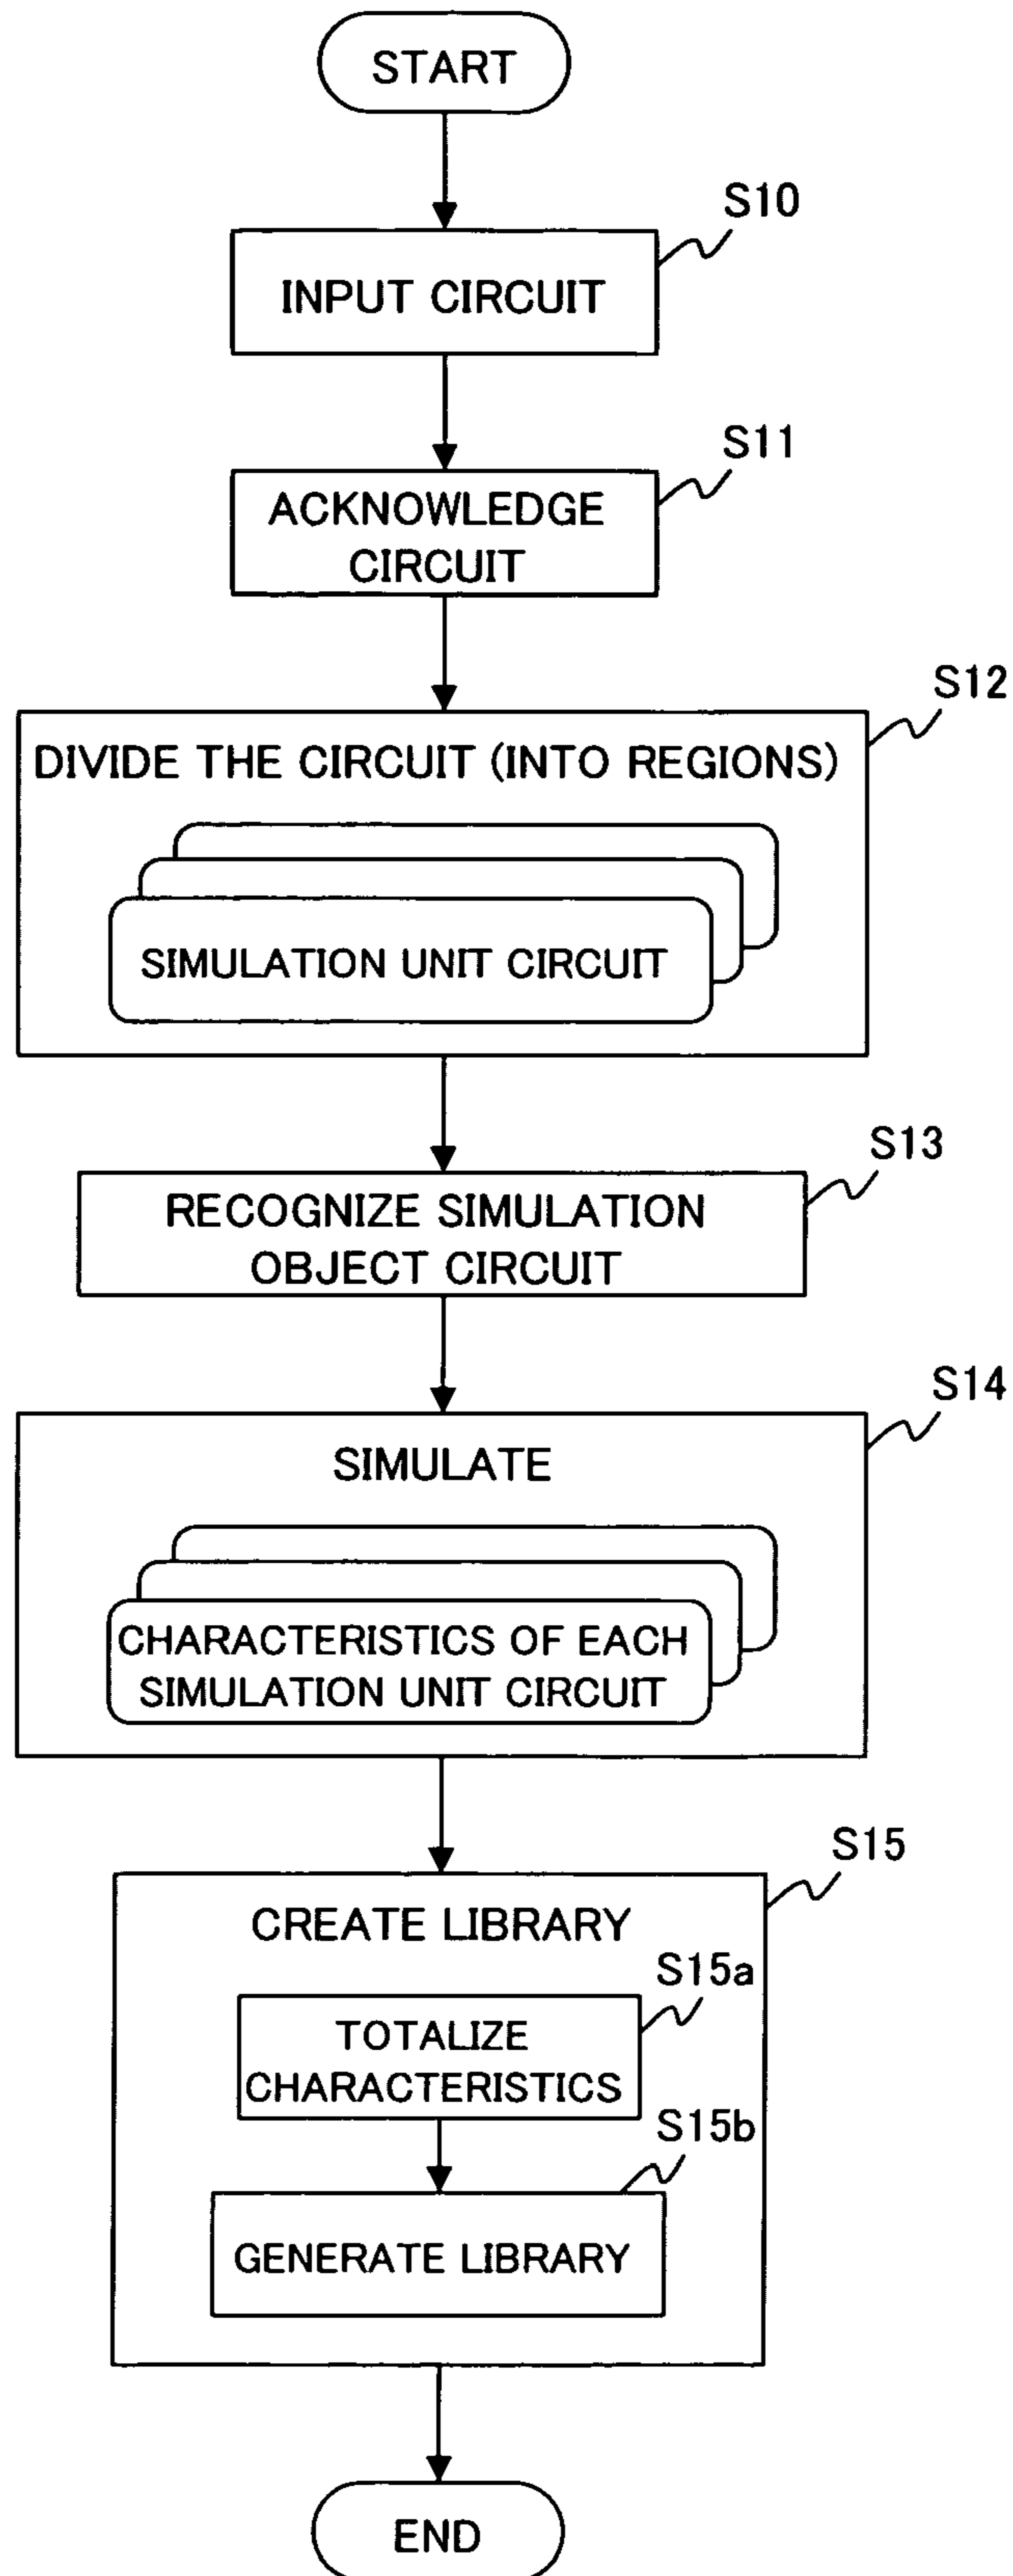 START
S10
INPUT CIRCUIT
S11
ACKNOWLEDGE
CIRCUIT
S12
DIVIDE THE CIRCUIT (INTO REGIONS)
SIMULATION UNIT CIRCUIT
S13
RECOGNIZE SIMULATION
OBJECT CIRCUIT
S14
SIMULATE
CHARACTERISTICS OF EACH
SIMULATION UNIT CIRCUIT
S15
CREATE LIBRARY
S15a
TOTALIZE
CHARACTERISTICS
S15b
GENERATE LIBRARY
END